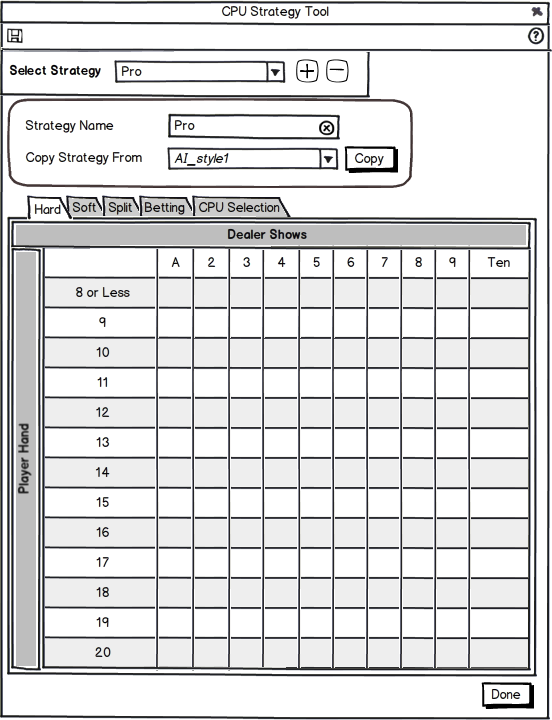 CPU Strategy Tool
?
Select Strategy Pro
Strategy Name Pro
Copy Strategy From AI_style1 Copy
Hard Soft Split Betting CPU Selection
Dealer Shows
A 2 3 4 5 6 7 8 9 Ten
Player Hand
8 or Less
9
10
11
12
13
14
15
16
17
18
19
20
Done